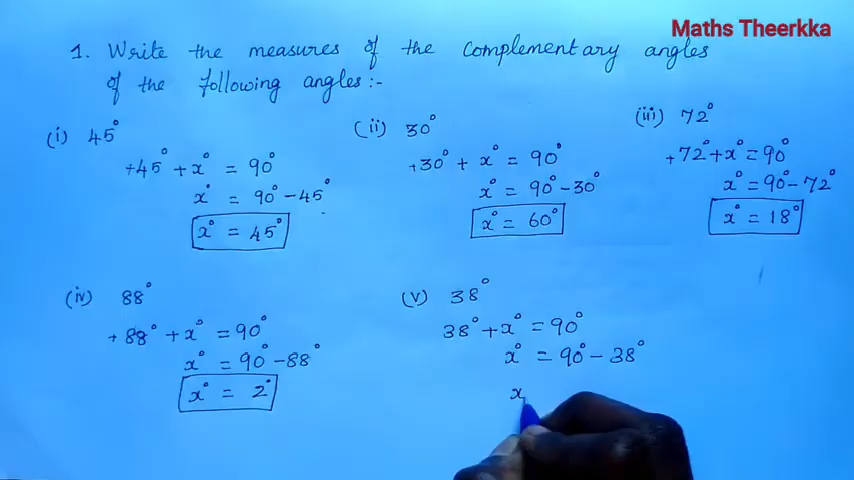 Maths Theerkka
1. Write the measures of the complementary angles
of the following angles:-
(i) 45°
+45° + x° = 90°
x° = 90° - 45°
x° = 45°
(ii) 30°
+30° + x° = 90°
x° = 90° - 30°
x° = 60°
(iii) 72°
+72° + x° = 90°
x° = 90° - 72°
x° = 18°
(iv) 88°
+88° + x° = 90°
x° = 90° - 88°
x° = 2°
(v) 38°
38° + x° = 90°
x° = 90° - 38°
x